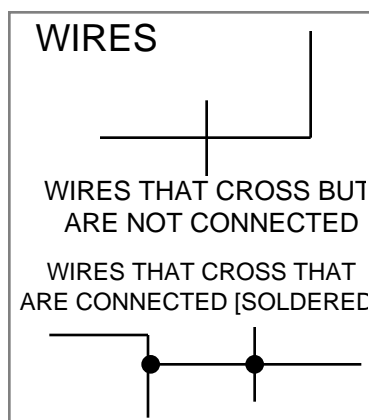 WIRES
WIRES THAT CROSS BUT
ARE NOT CONNECTED
WIRES THAT CROSS THAT
ARE CONNECTED [SOLDERED